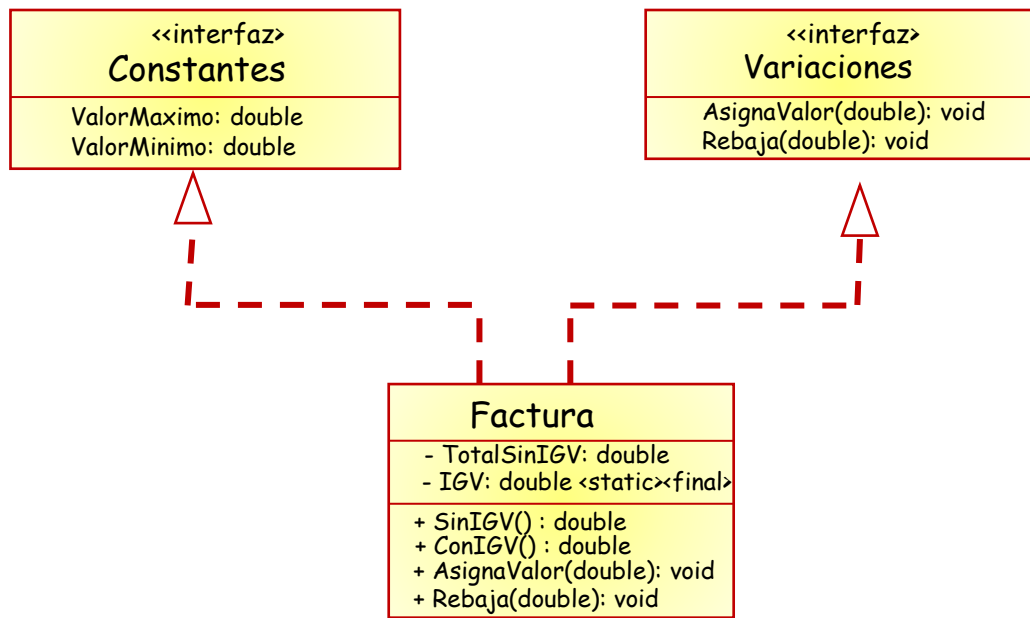 <<interfaz>
Constantes
ValorMaximo: double
ValorMinimo: double
<<interfaz>
Variaciones
AsignaValor(double): void
Rebaja(double): void
Factura
- TotalSinIGV: double
- IGV: double <static><final>
+ SinIGV() : double
+ ConIGV() : double
+ AsignaValor(double): void
+ Rebaja(double): void